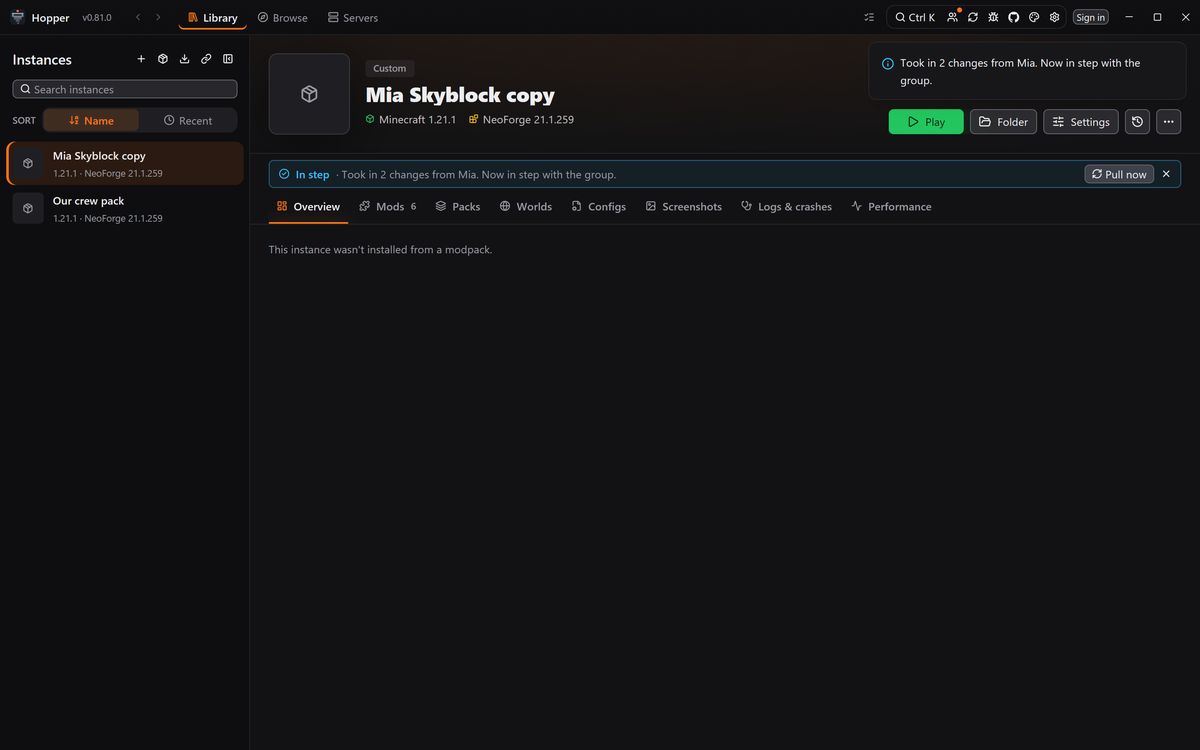 Hopper v0.81.0 Library Browse Servers Ctrl K Sign in
Instances
Search instances
SORT Name Recent
Mia Skyblock copy
1.21.1 · NeoForge 21.1.259
Our crew pack
1.21.1 · NeoForge 21.1.259
Custom
Mia Skyblock copy
Minecraft 1.21.1 NeoForge 21.1.259
Took in 2 changes from Mia. Now in step with the
group.
Play Folder Settings
In step · Took in 2 changes from Mia. Now in step with the group. Pull now
Overview Mods 6 Packs Worlds Configs Screenshots Logs & crashes Performance
This instance wasn't installed from a modpack.